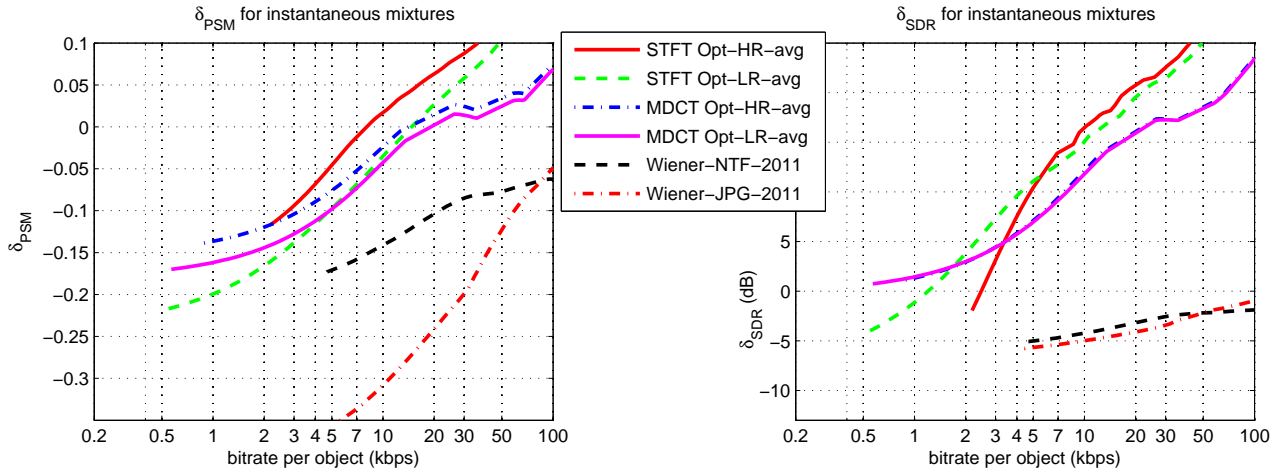 δPSM for instantaneous mixtures
δPSM
0.1
0.05
0
−0.05
−0.1
−0.15
−0.2
−0.25
−0.3
0.2 0.5 1 2 3 4 5 7 10 20 30 50 100
bitrate per object (kbps)
STFT Opt−HR−avg
STFT Opt−LR−avg
MDCT Opt−HR−avg
MDCT Opt−LR−avg
Wiener−NTF−2011
Wiener−JPG−2011
δSDR for instantaneous mixtures
δSDR (dB)
5
0
−5
−10
0.2 0.5 1 2 3 4 5 7 10 20 30 50 100
bitrate per object (kbps)